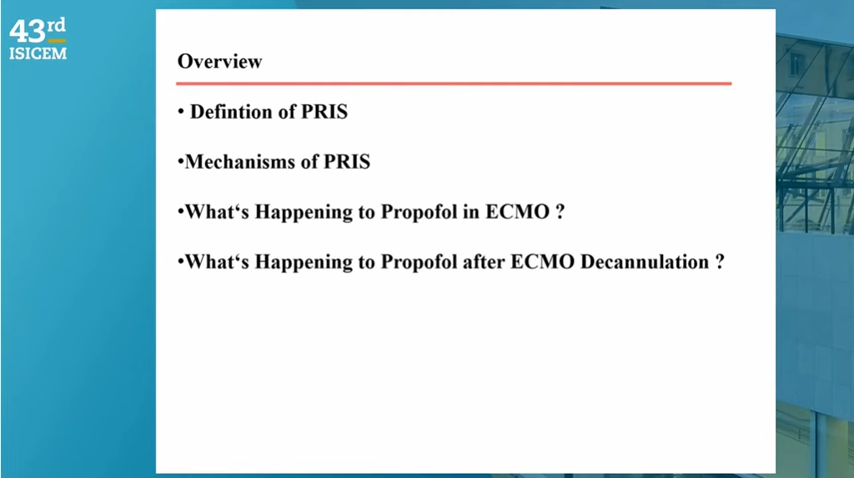 43rd
ISICEM
Overview
• Defintion of PRIS
•Mechanisms of PRIS
•What‘s Happening to Propofol in ECMO ?
•What‘s Happening to Propofol after ECMO Decannulation ?